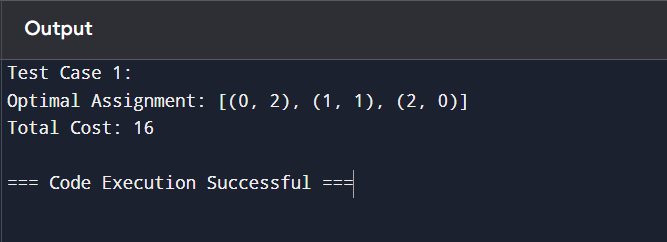 Output
Test Case 1:
Optimal Assignment: [(0, 2), (1, 1), (2, 0)]
Total Cost: 16
=== Code Execution Successful ===